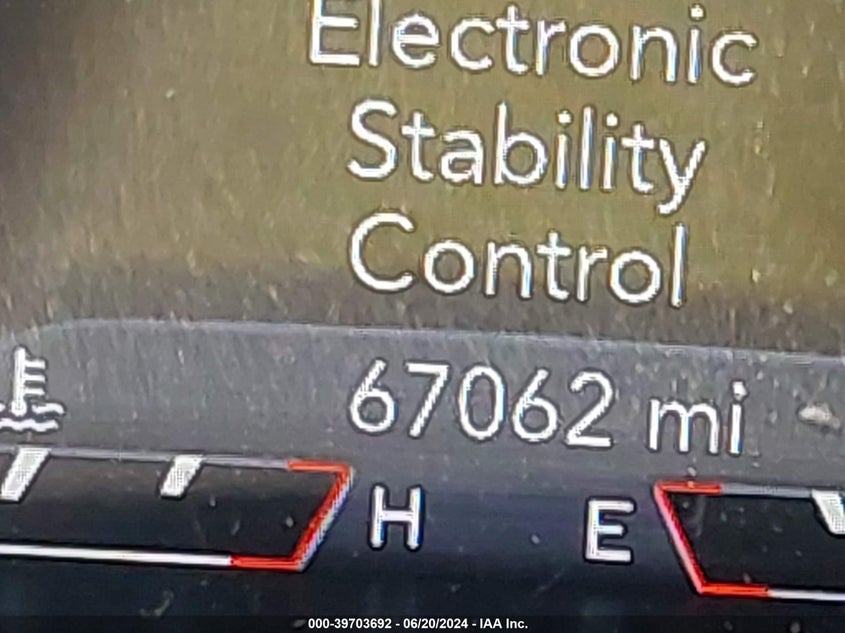 Electronic
Stability
Control
67062 mi
H E
000-39703692 - 06/20/2024 - IAA Inc.